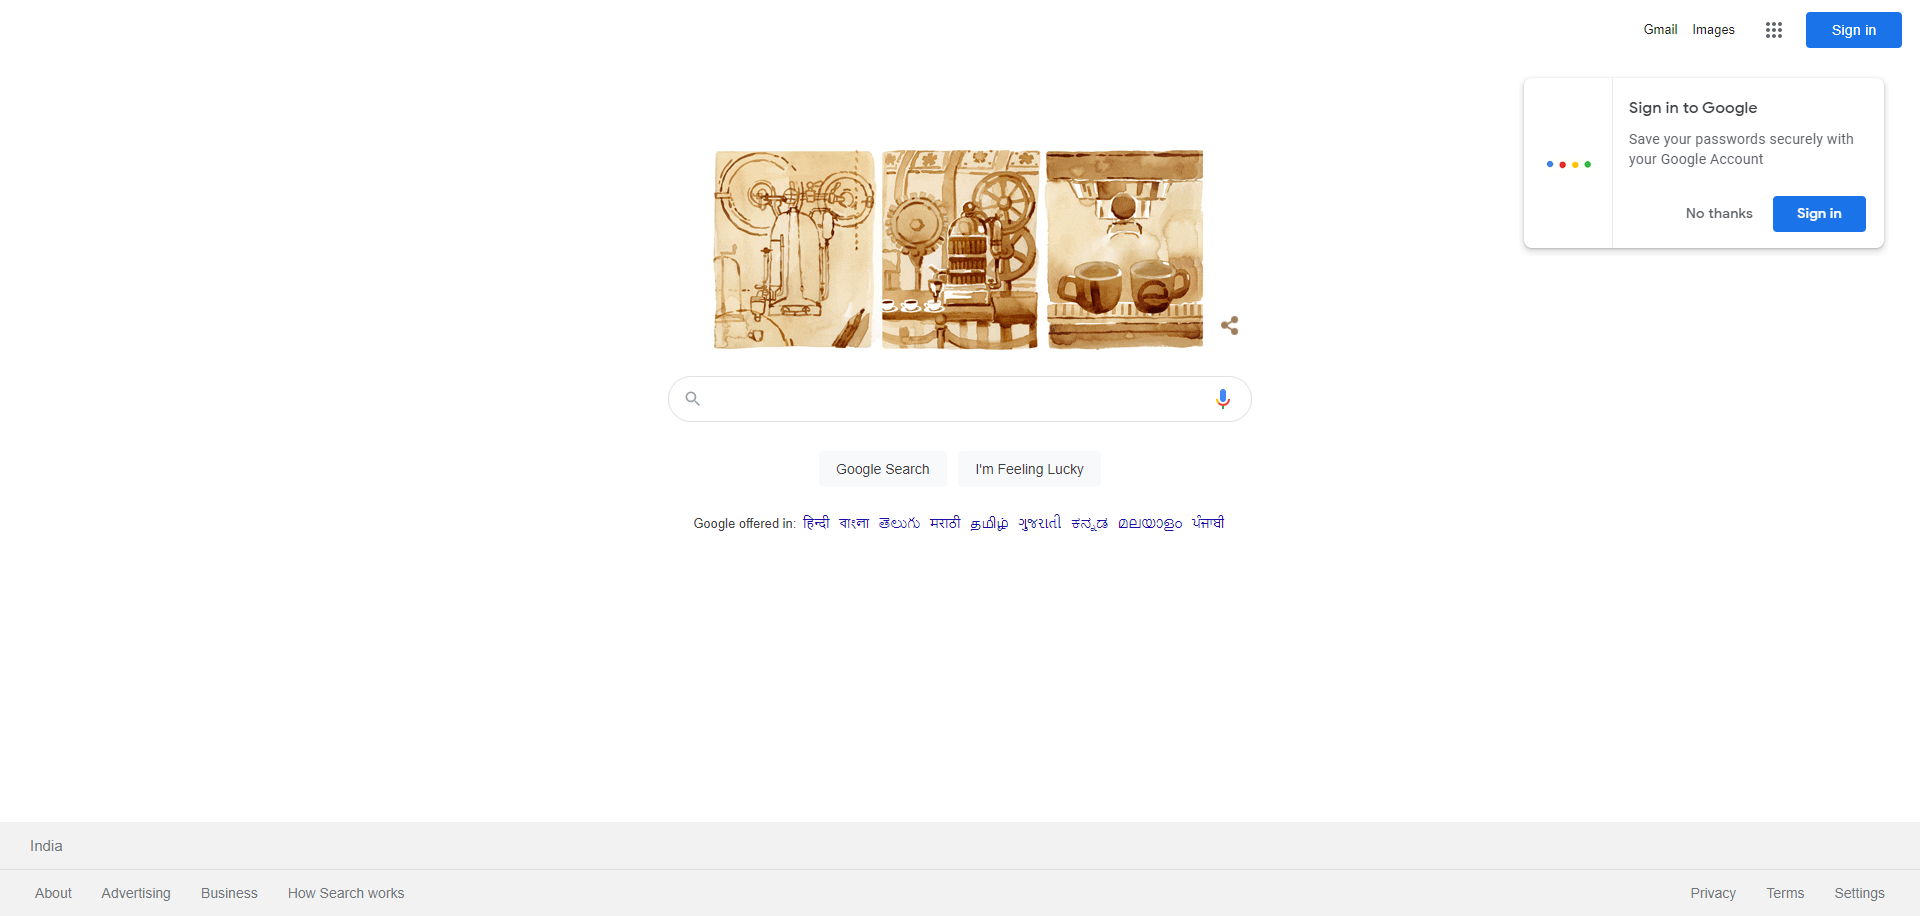 Gmail Images Sign in
Sign in to Google
Save your passwords securely with
your Google Account
No thanks Sign in
Google Search I'm Feeling Lucky
Google offered in: हिन्दी বাংলা తెలుగు मराठी தமிழ் ગુજરાતી ಕನ್ನಡ മലയാളം ਪੰਜਾਬੀ
India
About Advertising Business How Search works Privacy Terms Settings